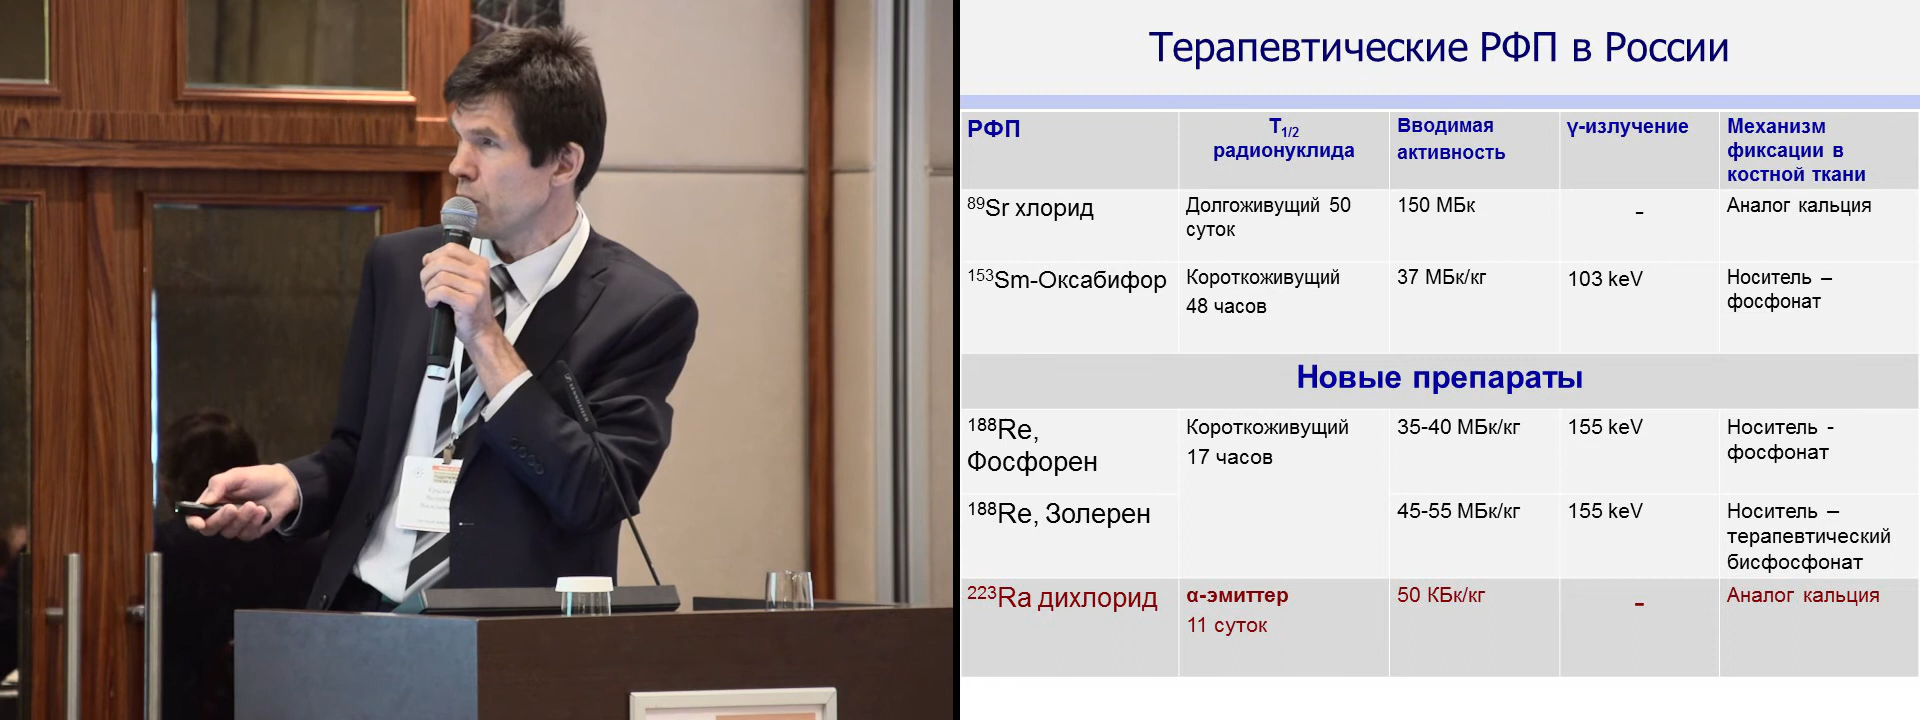 Терапевтические РФП в России
РФП
T1/2
радионуклида
Вводимая
активность
γ-излучение
Механизм
фиксации в
костной ткани
89Sr хлорид
Долгоживущий 50
суток
150 МБк
-
Аналог кальция
153Sm-Оксабифор
Короткоживущий
48 часов
37 МБк/кг
103 keV
Носитель –
фосфонат
Новые препараты
188Re,
Фосфорен
Короткоживущий
17 часов
35-40 МБк/кг
155 keV
Носитель -
фосфонат
188Re, Золерен
45-55 МБк/кг
155 keV
Носитель –
терапевтический
бисфосфонат
223Ra дихлорид
α-эмиттер
11 суток
50 КБк/кг
-
Аналог кальция